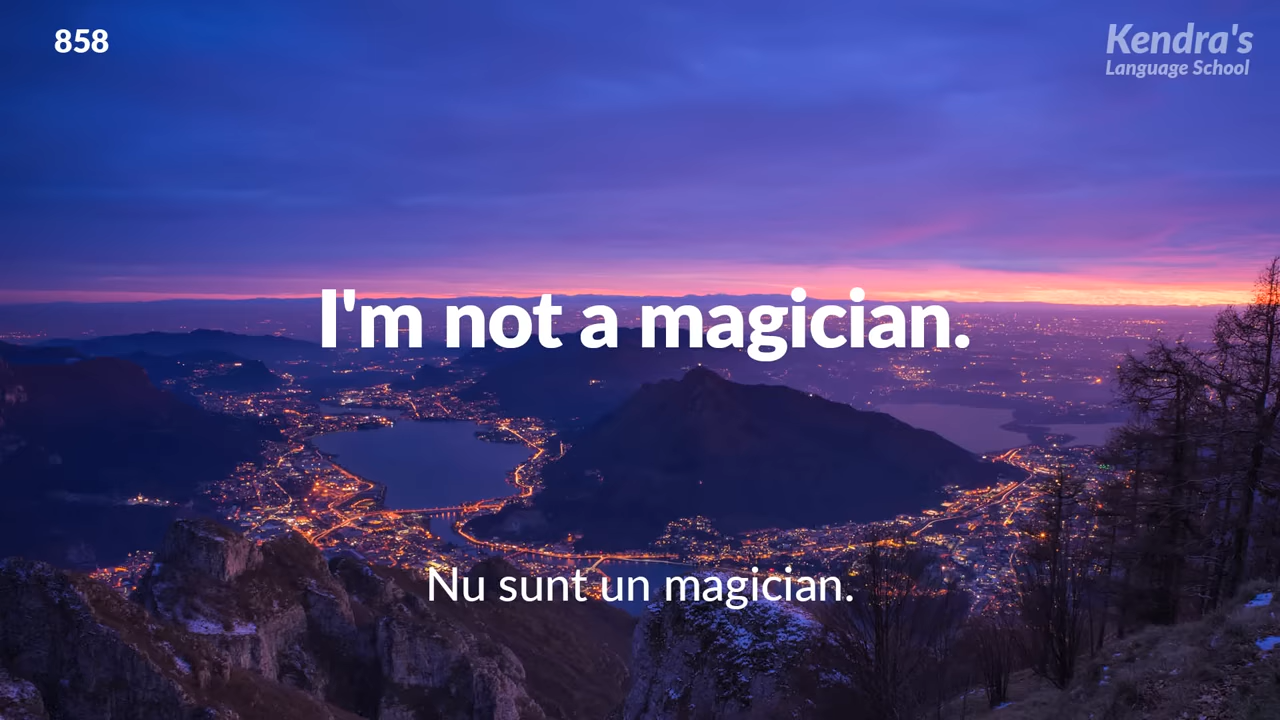 858
Kendra's
Language School
I'm not a magician.
Nu sunt un magician.